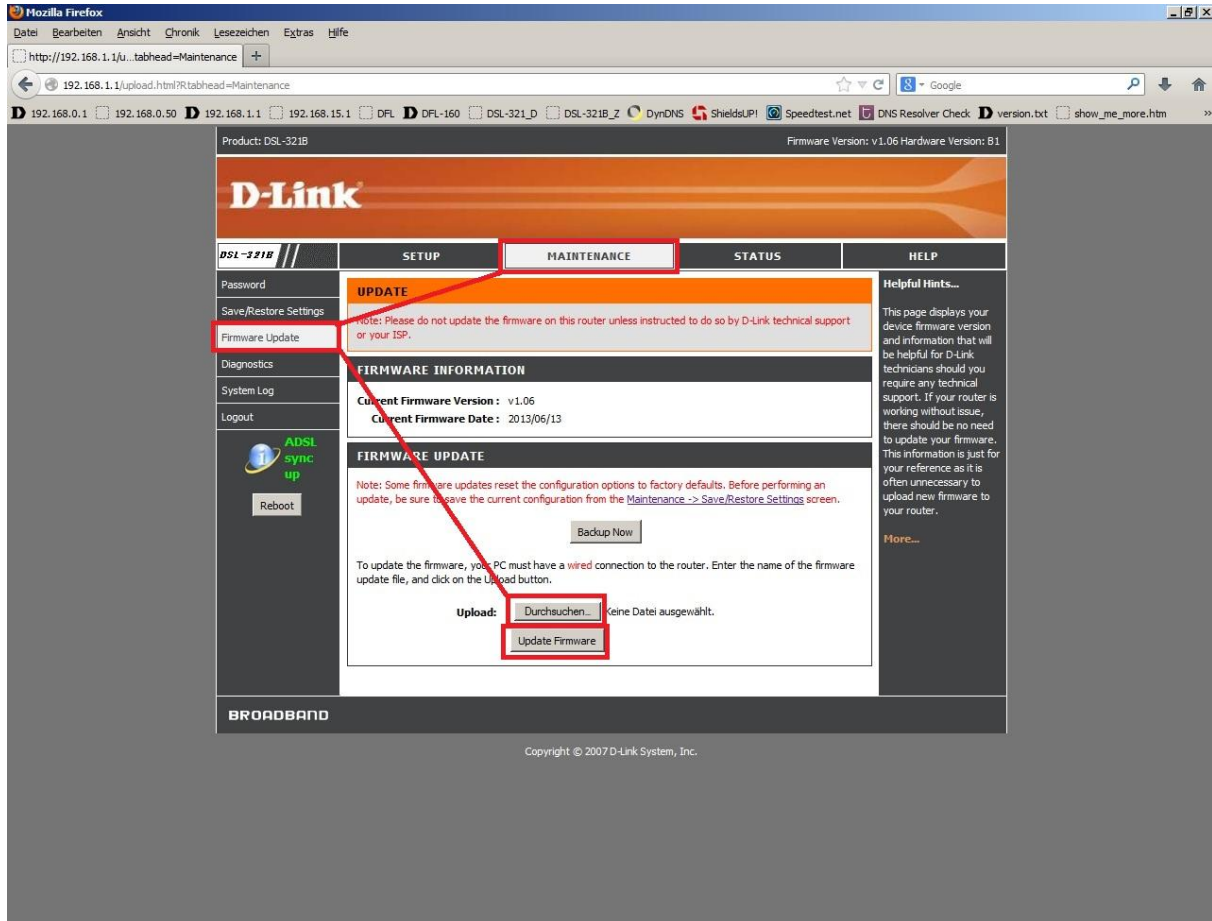 Mozilla Firefox
Datei Bearbeiten Ansicht Chronik Lesezeichen Extras Hilfe
http://192.168.1.1/u...tabhead=Maintenance
192.168.1.1/upload.html?Rtabhead=Maintenance
Google
192.168.0.1 192.168.0.50 192.168.1.1 192.168.15.1 DFL DFL-160 DSL-321_D DSL-321B_Z DynDNS ShieldsUP! Speedtest.net DNS Resolver Check version.txt show_me_more.htm »
Product: DSL-321B
Firmware Version: v1.06 Hardware Version: B1
D-Link
DSL-321B
SETUP MAINTENANCE STATUS HELP
Password
Save/Restore Settings
Firmware Update
Diagnostics
System Log
Logout
ADSL
sync
up
Reboot
UPDATE
Note: Please do not update the firmware on this router unless instructed to do so by D-Link technical support
or your ISP.
FIRMWARE INFORMATION
Current Firmware Version : v1.06
Current Firmware Date : 2013/06/13
FIRMWARE UPDATE
Note: Some firmware updates reset the configuration options to factory defaults. Before performing an
update, be sure to save the current configuration from the Maintenance -> Save/Restore Settings screen.
Backup Now
To update the firmware, your PC must have a wired connection to the router. Enter the name of the firmware
update file, and click on the Upload button.
Upload: Durchsuchen... Keine Datei ausgewählt.
Update Firmware
Helpful Hints...
This page displays your
device firmware version
and information that will
be helpful for D-Link
technicians should you
require any technical
support. If your router is
working without issue,
there should be no need
to update your firmware.
This information is just for
your reference as it is
often unnecessary to
upload new firmware to
your router.
More...
BROADBAND
Copyright © 2007 D-Link System, Inc.